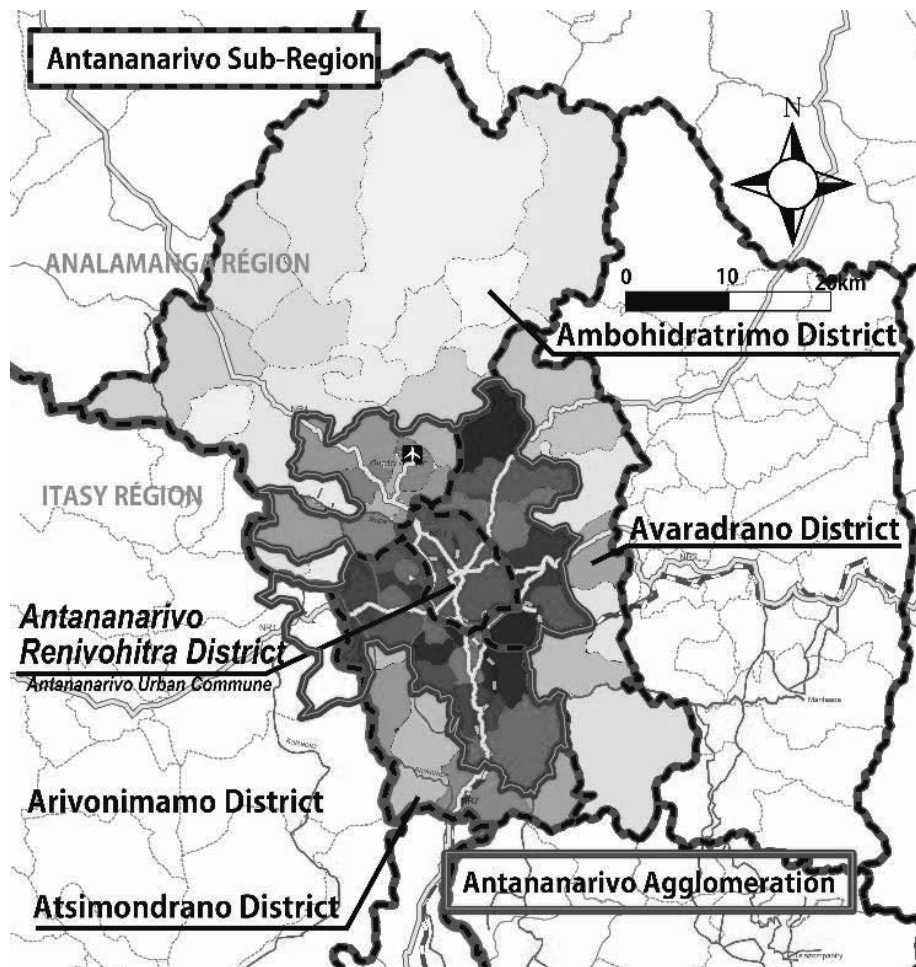 Antananarivo Sub-Region
N
ANALAMANGA RÉGION
0 10 20km
Ambohidratrimo District
ITASY RÉGION
Avaradrano District
Antananarivo
Renivohitra District
NR1
Antananarivo Urban Commune
Arivonimamo District
Antananarivo Agglomeration
Atsimondrano District